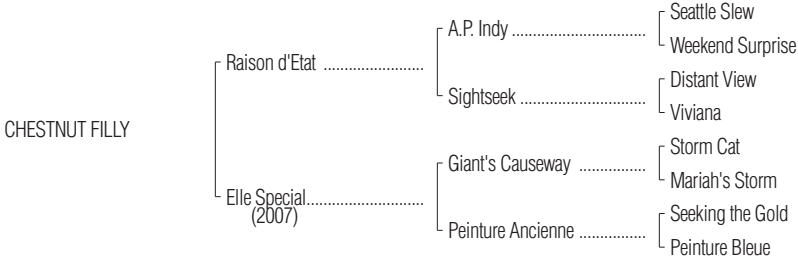 Seattle Slew
A.P. Indy ..................................
Weekend Surprise
Raison d'Etat .........................
Distant View
Sightseek ................................
Viviana
CHESTNUT FILLY
Storm Cat
Giant's Causeway .................
Mariah's Storm
Elle Special..............................
(2007)
Seeking the Gold
Peinture Ancienne .................
Peinture Bleue